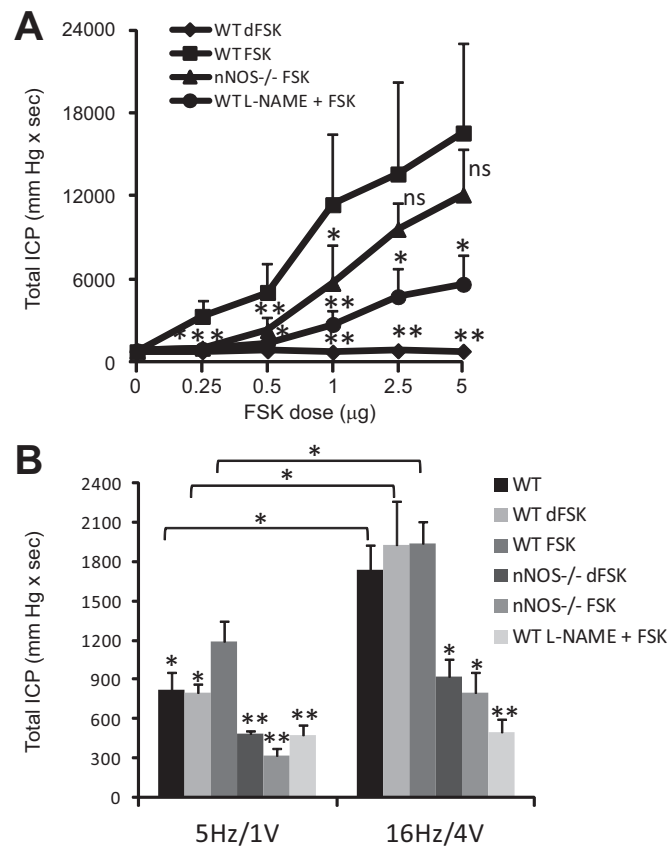 A
24000
18000
12000
6000
0
Total ICP (mm Hg x sec)
WT dFSK
WT FSK
nNOS-/- FSK
WT L-NAME + FSK
*
ns
ns
*
*
**
**
***
*
**
**
**
0 0.25 0.5 1 2.5 5
FSK dose (μg)
B
2400
2100
1800
1500
1200
900
600
300
0
Total ICP (mm Hg x sec)
*
*
*
* * ** ** **
* * **
5Hz/1V 16Hz/4V
WT
WT dFSK
WT FSK
nNOS-/- dFSK
nNOS-/- FSK
WT L-NAME + FSK